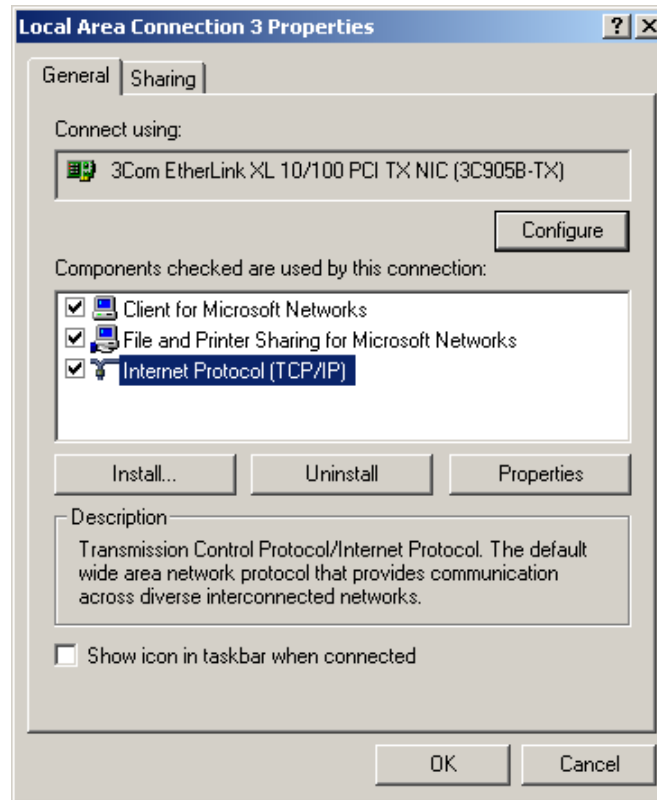 Local Area Connection 3 Properties
General
Sharing
Connect using:
3Com EtherLink XL 10/100 PCI TX NIC (3C905B-TX)
Configure
Components checked are used by this connection:
Client for Microsoft Networks
File and Printer Sharing for Microsoft Networks
Internet Protocol (TCP/IP)
Install...
Uninstall
Properties
Description
Transmission Control Protocol/Internet Protocol. The default
wide area network protocol that provides communication
across diverse interconnected networks.
Show icon in taskbar when connected
OK
Cancel